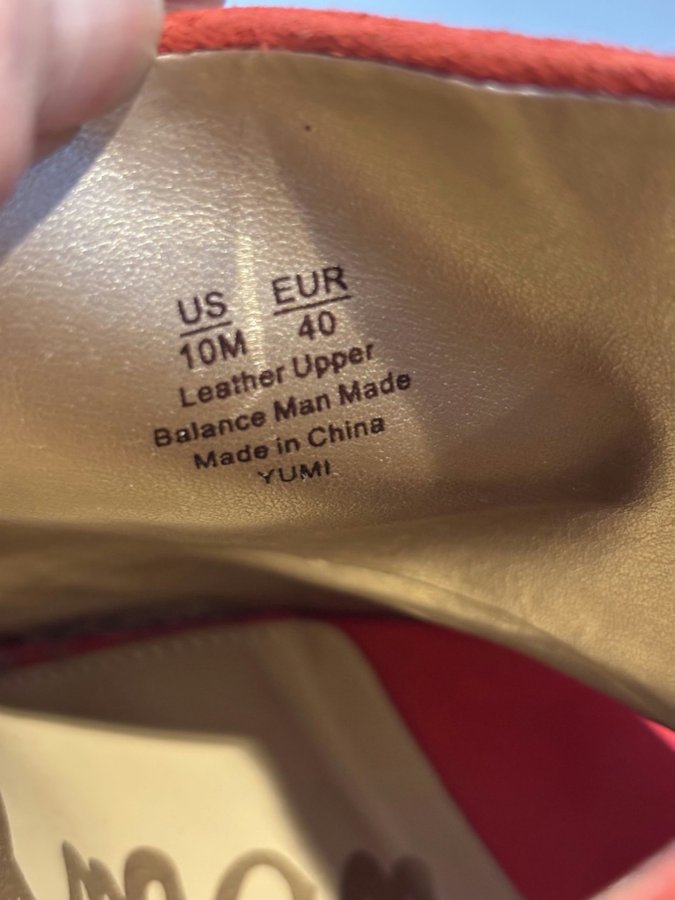 US EUR
10M 40
Leather Upper
Balance Man Made
Made in China
YUMI